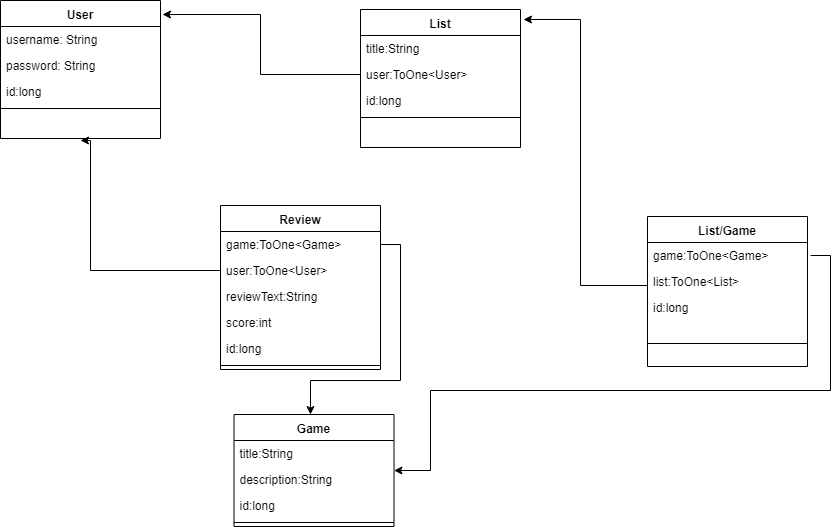 User
username: String
password: String
id:long
List
title:String
user:ToOne<User>
id:long
Review
game:ToOne<Game>
user:ToOne<User>
reviewText:String
score:int
id:long
List/Game
game:ToOne<Game>
list:ToOne<List>
id:long
Game
title:String
description:String
id:long